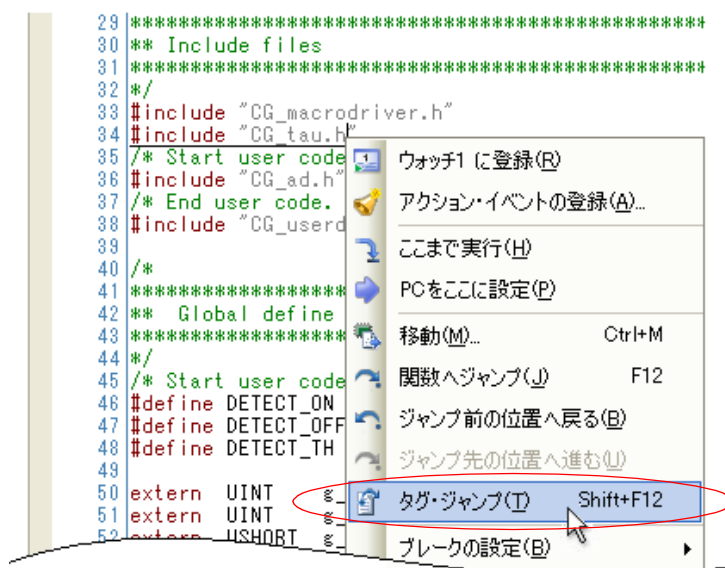 29 ******************************************************
30 ** Include files
31 ******************************************************
32 */
33 #include "CG_macrodriver.h"
34 #include "CG_tau.h"
35 /* Start user code
36 #include "CG_ad.h"
37 /* End user code.
38 #include "CG_userd
39
40 /*
41 ********************
42 ** Global define
43 ********************
44 */
45 /* Start user code
46 #define DETECT_ON
47 #define DETECT_OFF
48 #define DETECT_TH
49
50 extern UINT g_
51 extern UINT g_
52 extern USHORT g_
ウォッチ1 に登録(R)
アクション・イベントの登録(A)...
ここまで実行(H)
PCをここに設定(P)
移動(M)... Ctrl+M
関数へジャンプ(J) F12
ジャンプ前の位置へ戻る(B)
ジャンプ先の位置へ進む(U)
タグ・ジャンプ(T) Shift+F12
ブレークの設定(B)